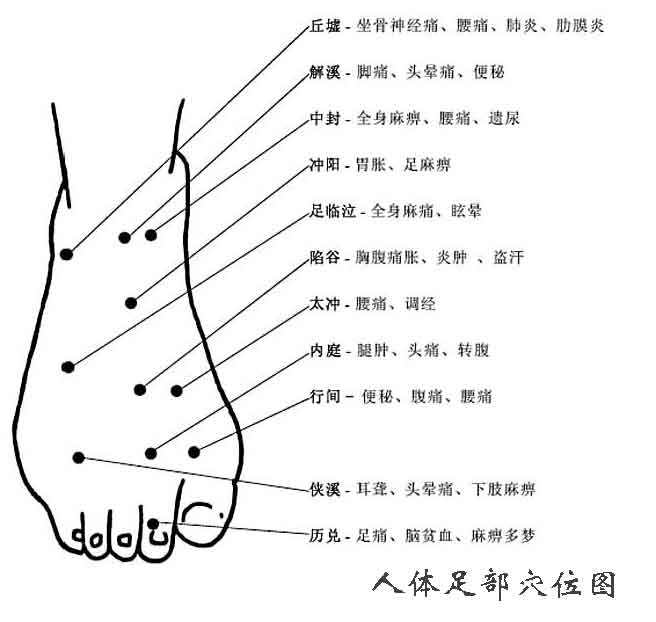 丘墟- 坐骨神经痛、腰痛、肺炎、肋膜炎
解溪- 脚痛、头晕痛、便秘
中封- 全身麻痹、腰痛、遗尿
冲阳- 胃胀、足麻痹
足临泣- 全身麻痛、眩晕
陷谷- 胸腹痛胀、炎肿 、盗汗
太冲- 腰痛、调经
内庭- 腿肿、头痛、转腹
行间- 便秘、腹痛、腰痛
侠溪- 耳聋、头晕痛、下肢麻痹
历兑- 足痛、脑贫血、麻痹多梦
人体足部穴位图